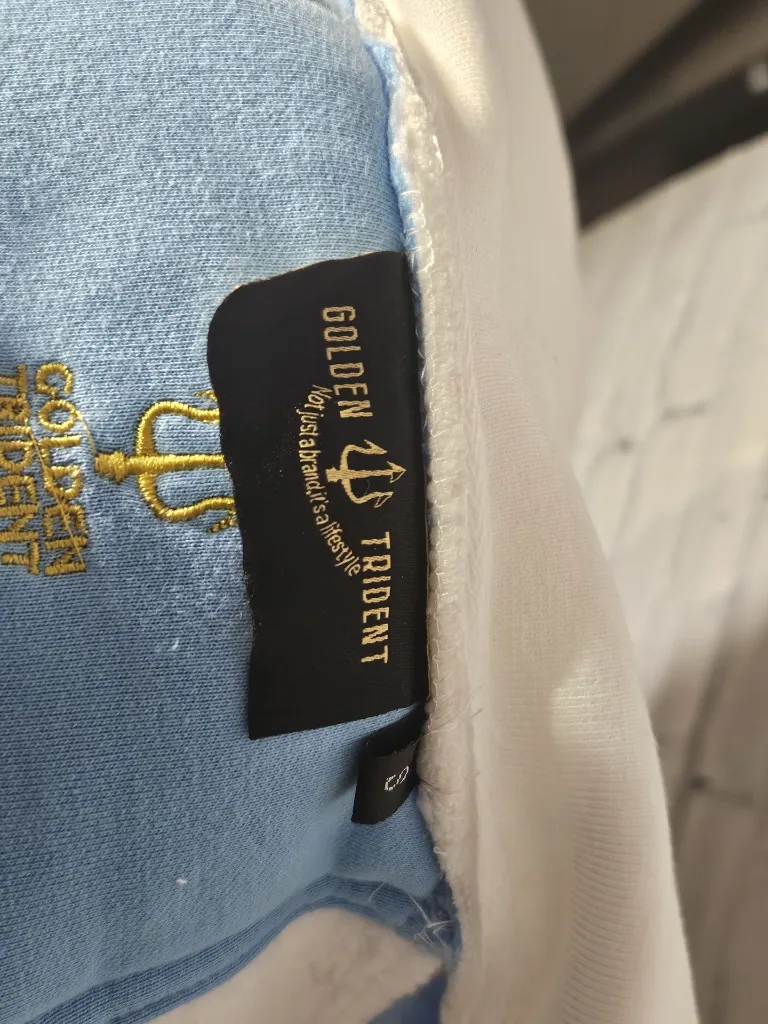 GOLDEN TRIDENT
Not just a brand, it's a lifestyle
S
GOLDEN
TRIDENT